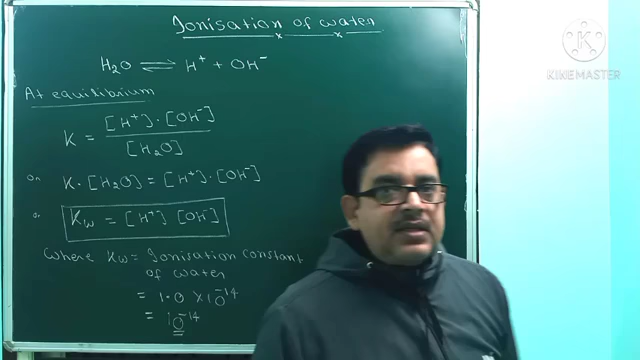 Ionisation of water
H₂O ⇌ H⁺ + OH⁻
At equilibrium
K = [H⁺]·[OH⁻] / [H₂O]
or K·[H₂O] = [H⁺]·[OH⁻]
or Kw = [H⁺] [OH⁻]
Where Kw = Ionisation constant
of water
= 1.0 × 10⁻¹⁴
= 10⁻¹⁴
KINEMASTER